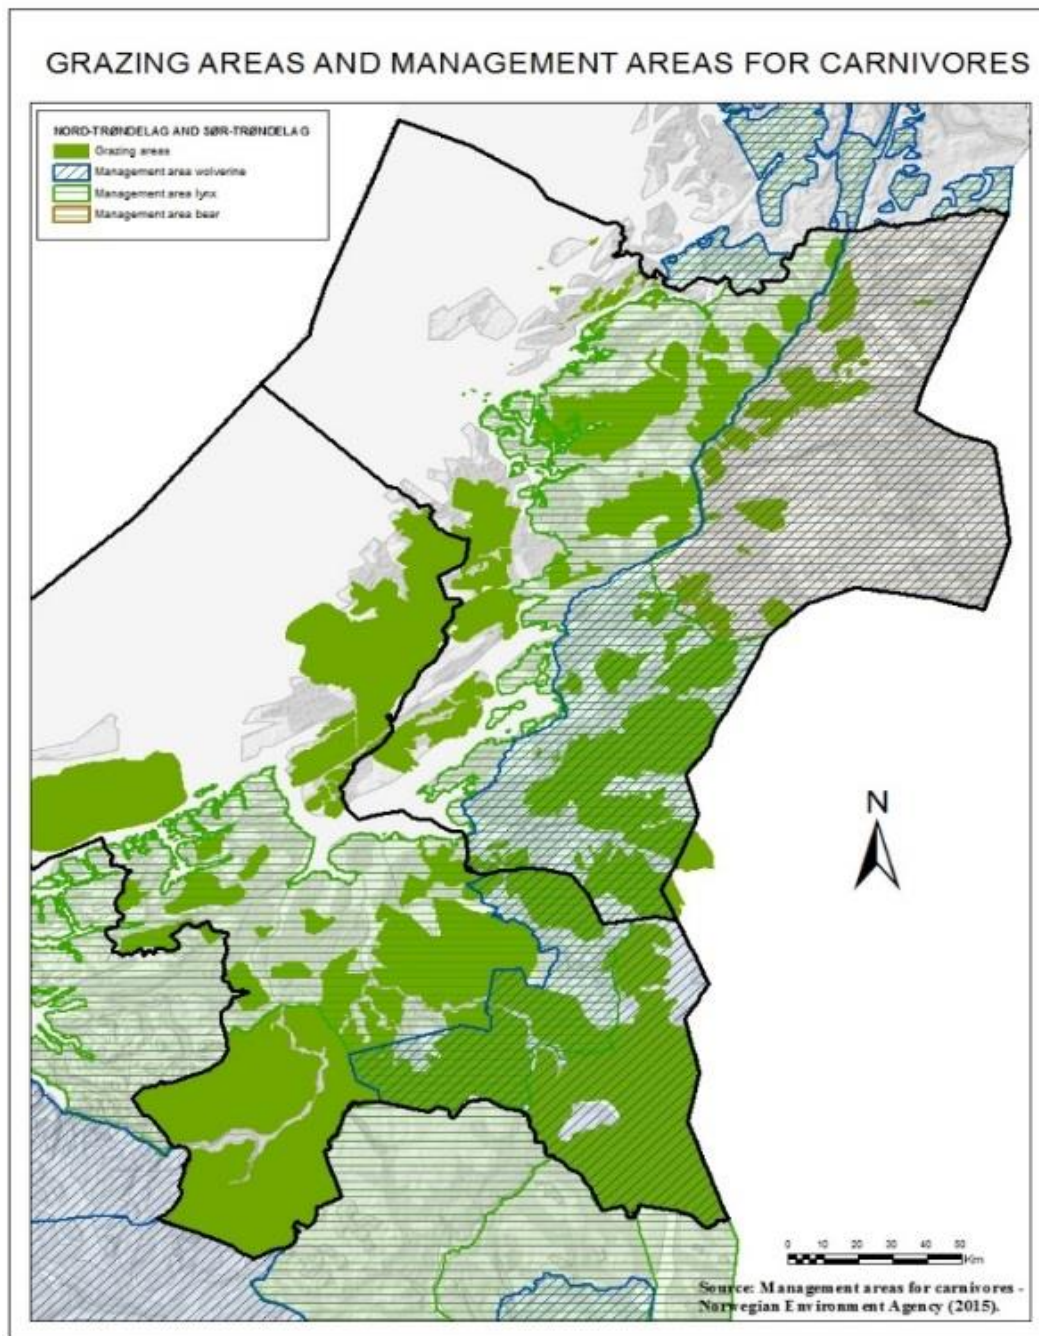 GRAZING AREAS AND MANAGEMENT AREAS FOR CARNIVORES
NORD-TRØNDELAG AND SØR-TRØNDELAG
Grazing areas
Management area wolverine
Management area lynx
Management area bear
N
0 10 20 30 40 50
Km
Source: Management areas for carnivores -
Norwegian Environment Agency (2015).